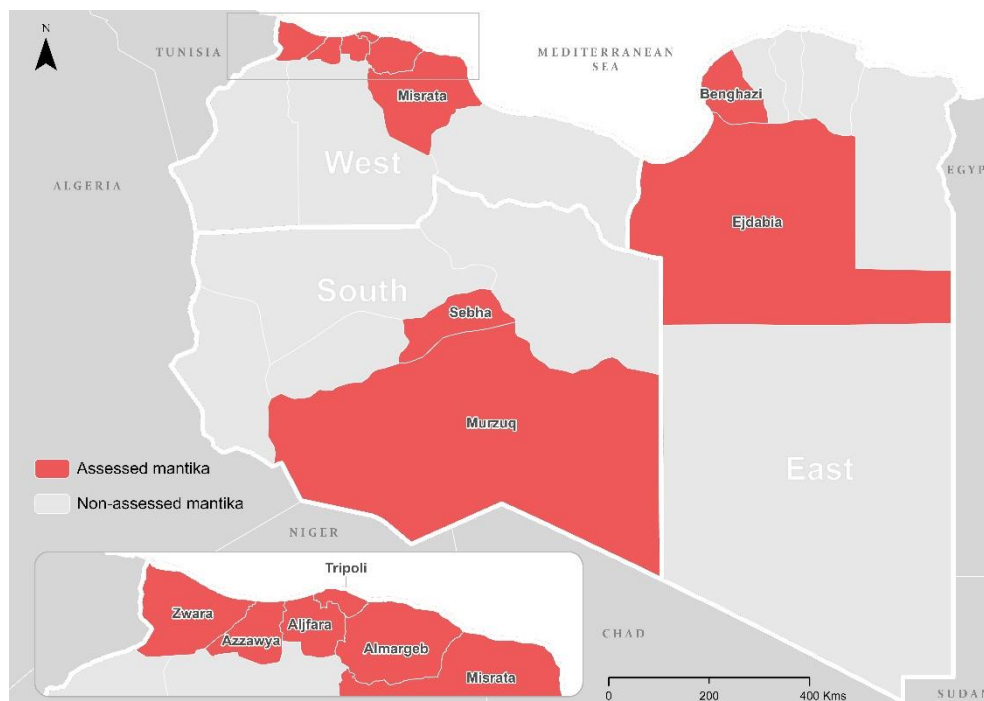 N
TUNISIA
MEDITERRANEAN
SEA
Misrata
Benghazi
West
ALGERIA
EGYP
Ejdabia
South
Sebha
Murzuq
East
Assessed mantika
Non-assessed mantika
NIGER
Tripoli
Zwara
Aljfara
Azzawya
Almargeb
Misrata
CHAD
0 200 400 Kms
SUDAN